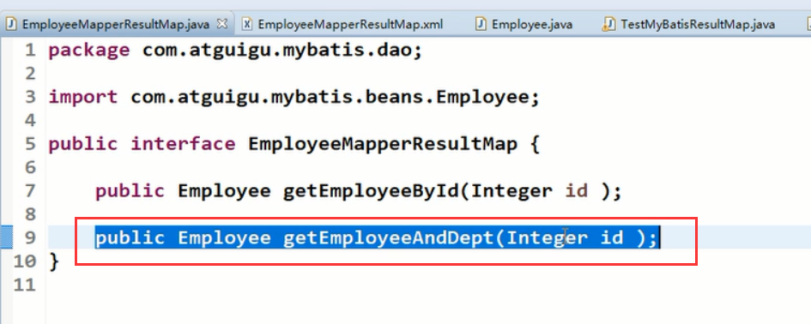 EmployeeMapperResultMap.java EmployeeMapperResultMap.xml Employee.java TestMyBatisResultMap.java
1 package com.atguigu.mybatis.dao;
2
3 import com.atguigu.mybatis.beans.Employee;
4
5 public interface EmployeeMapperResultMap {
6
7 public Employee getEmployeeById(Integer id );
8
9 public Employee getEmployeeAndDept(Integer id );
10 }
11